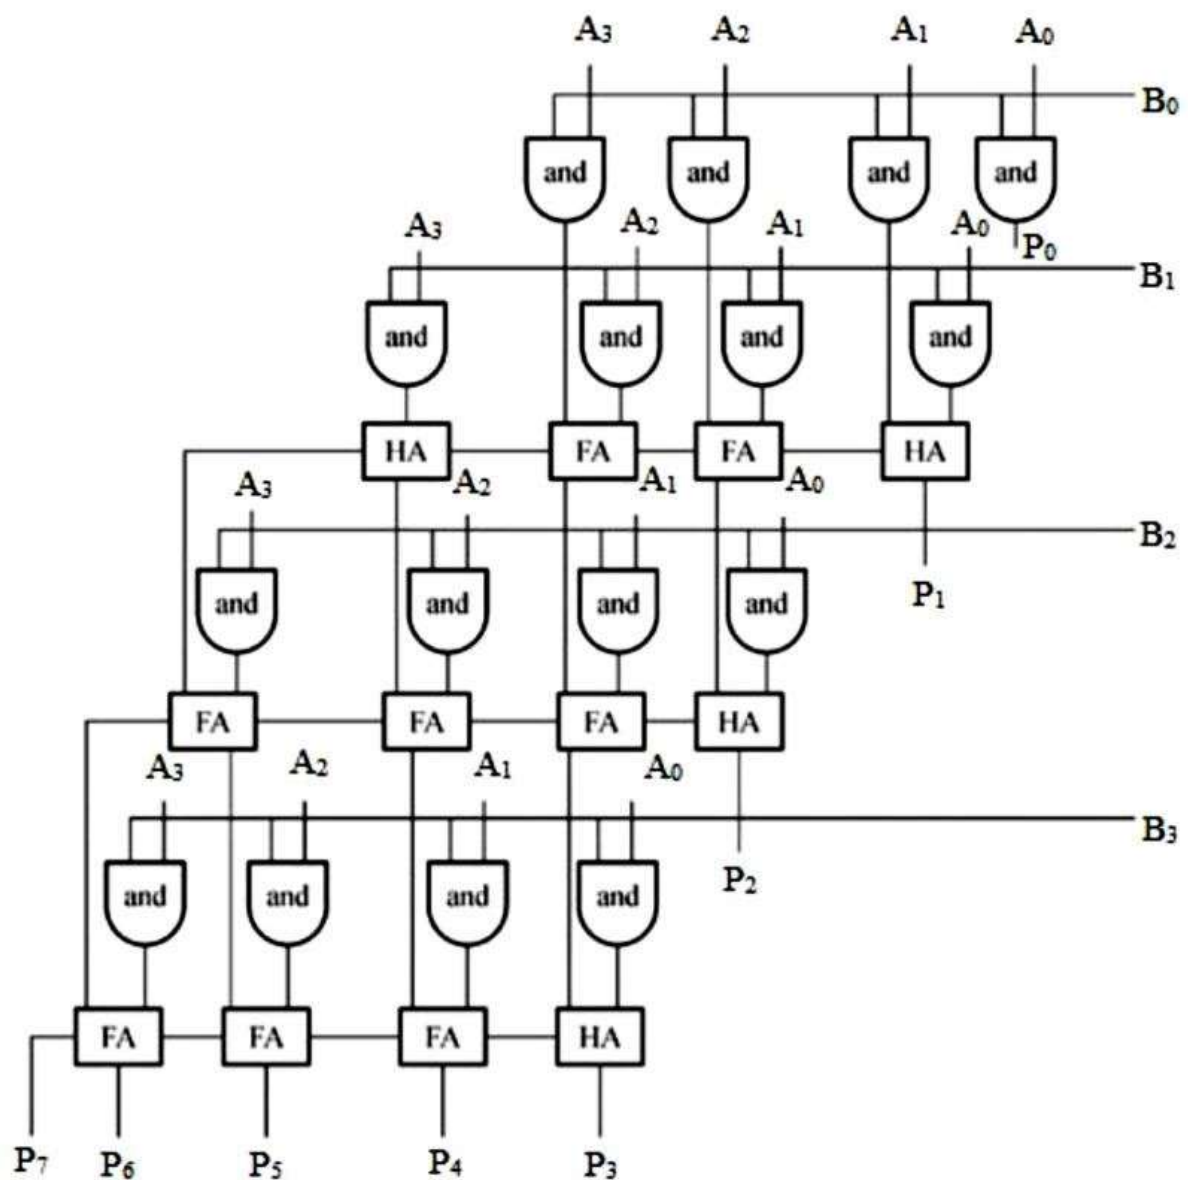 A₃ A₂ A₁ A₀
B₀
and and and and
A₃ A₂ A₁ A₀ P₀
B₁
and and and and
HA FA FA HA
A₃ A₂ A₁ A₀
B₂
and and and and
P₁
FA FA FA HA
A₃ A₂ A₁ A₀
B₃
P₂
and and and and
FA FA FA HA
P₇ P₆ P₅ P₄ P₃